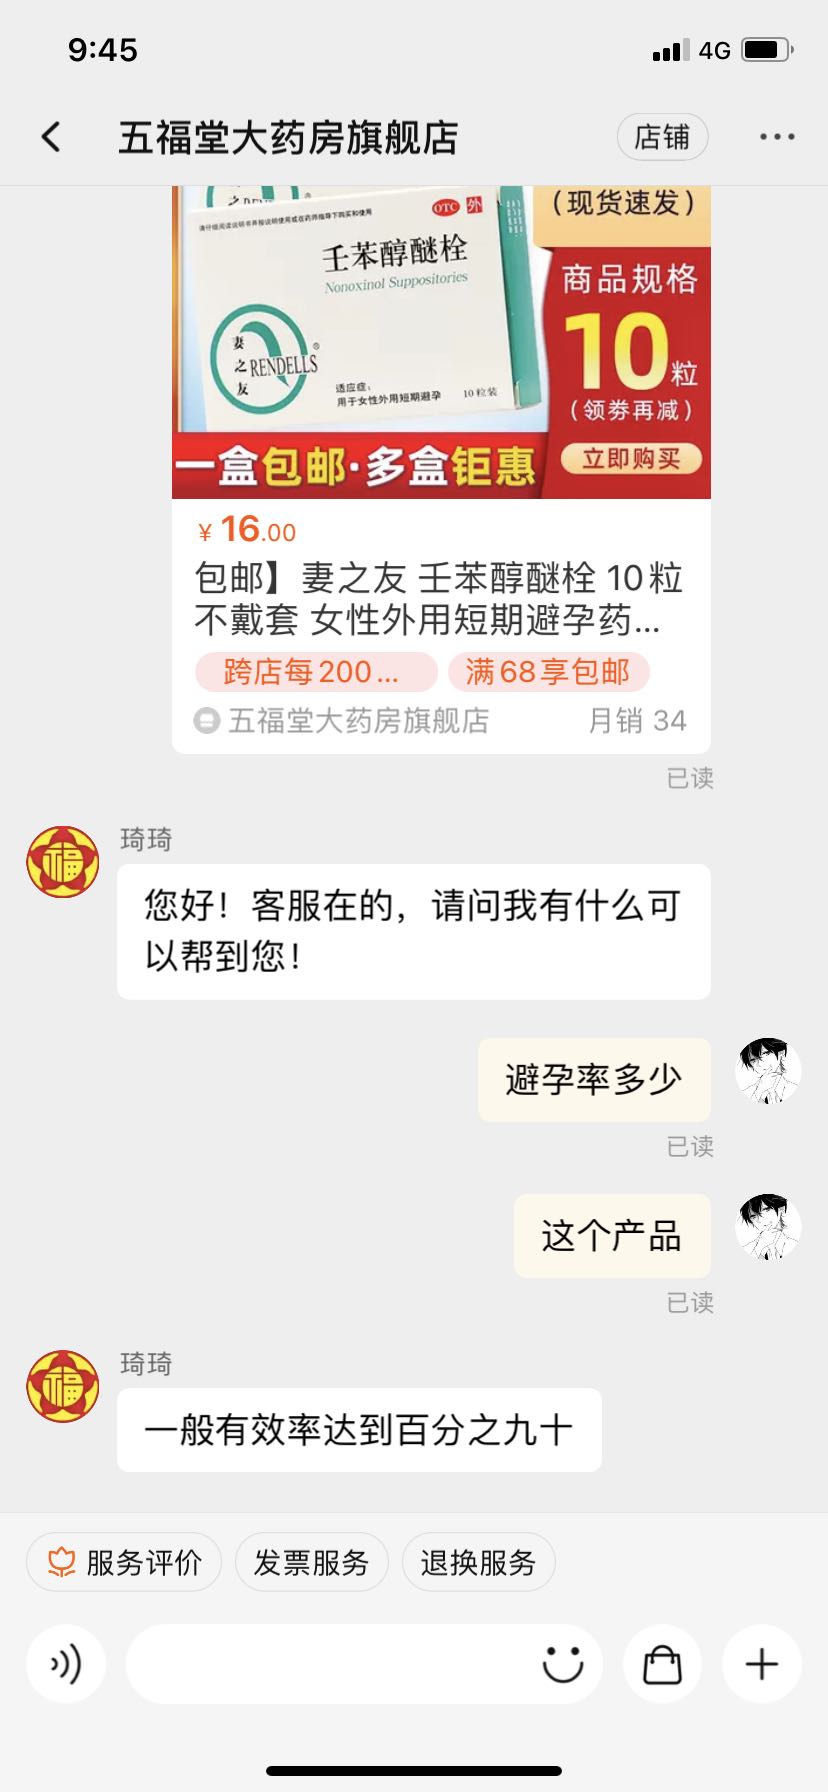 9:45
4G
五福堂大药房旗舰店
店铺
请仔细阅读说明书并按说明使用或在药师指导下购买和使用
OTC 外
壬苯醇醚栓
Nonoxinol Suppositories
妻之友
RENDELLS
®
适应症：
用于女性外用短期避孕
10粒装
（现货速发）
商品规格
10粒
（领券再减）
立即购买
一盒包邮·多盒钜惠
¥ 16.00
包邮】妻之友 壬苯醇醚栓 10粒
不戴套 女性外用短期避孕药...
跨店每200... 满68享包邮
五福堂大药房旗舰店 月销 34
已读
琦琦
福
您好！客服在的，请问我有什么可
以帮到您！
避孕率多少
已读
这个产品
已读
琦琦
福
一般有效率达到百分之九十
服务评价 发票服务 退换服务